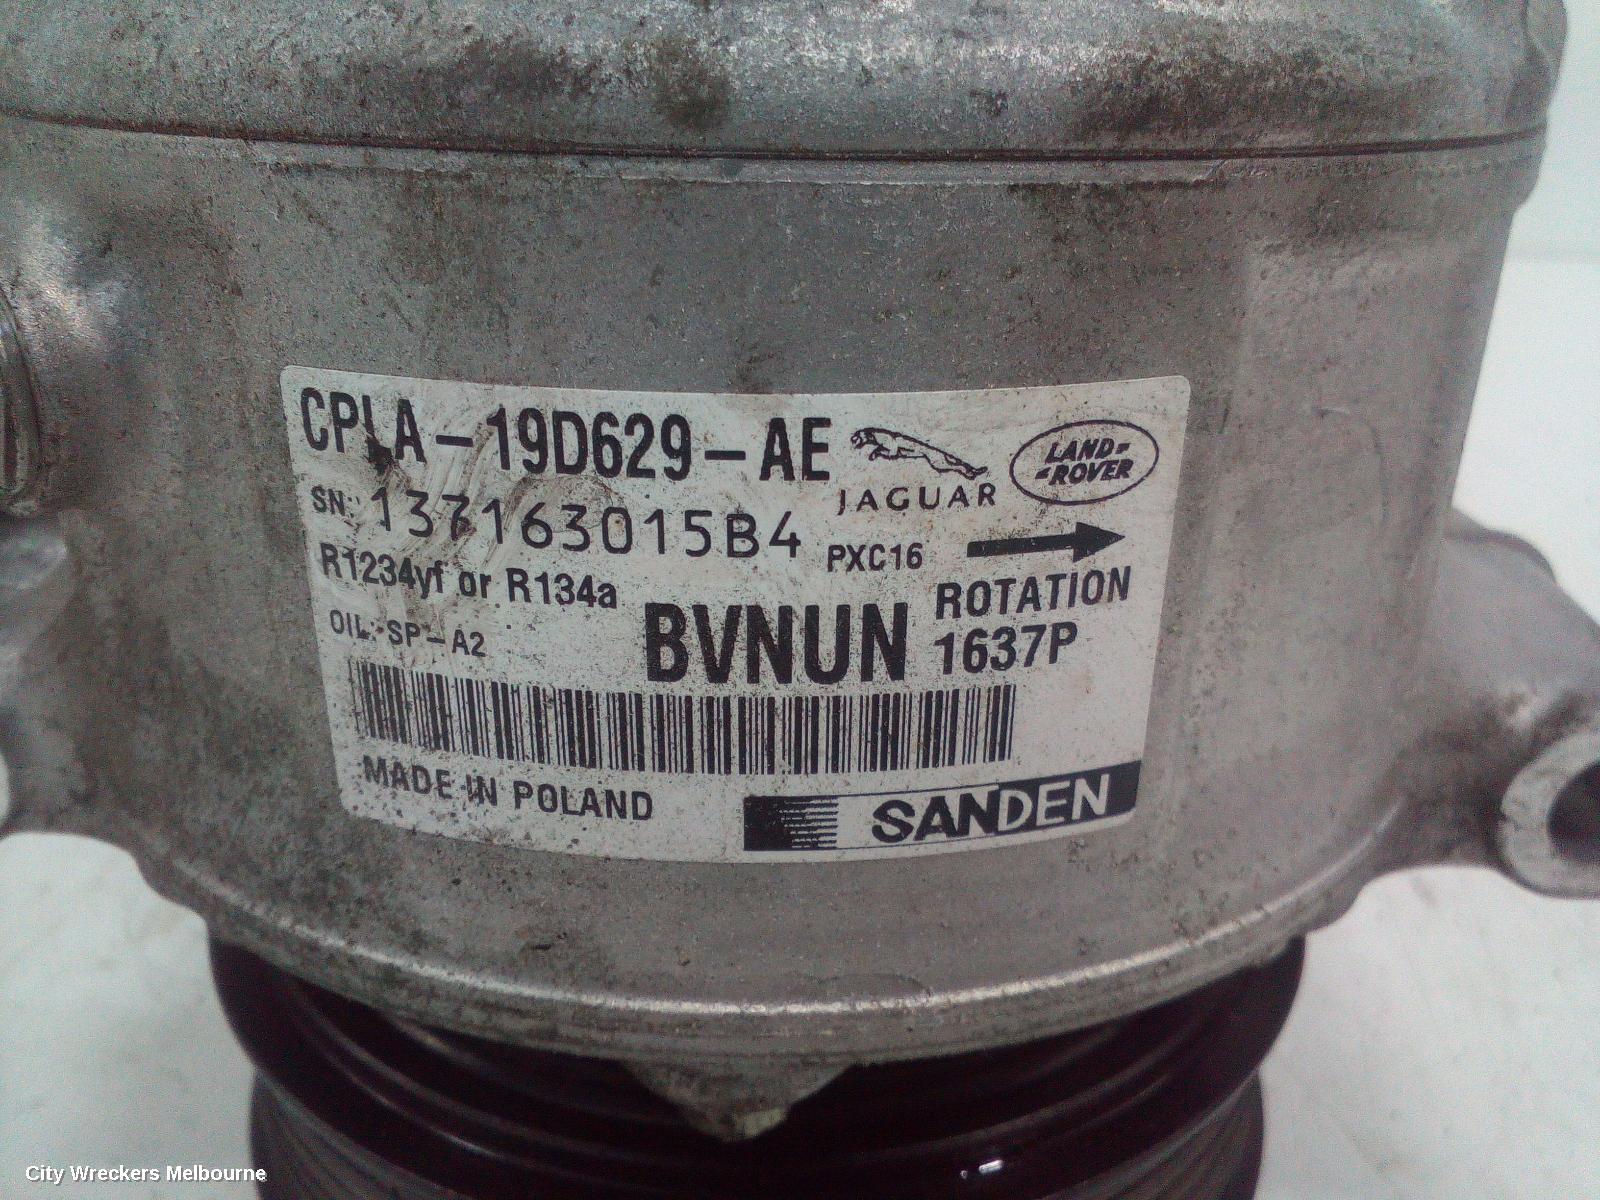 CPLA-19D629-AE
JAGUAR
LAND-
-ROVER
SN: 137163015B4
PXC16
R1234yf or R134a
ROTATION
OIL: SP-A2
BVNUN
1637P
MADE IN POLAND
SANDEN
City Wreckers Melbourne